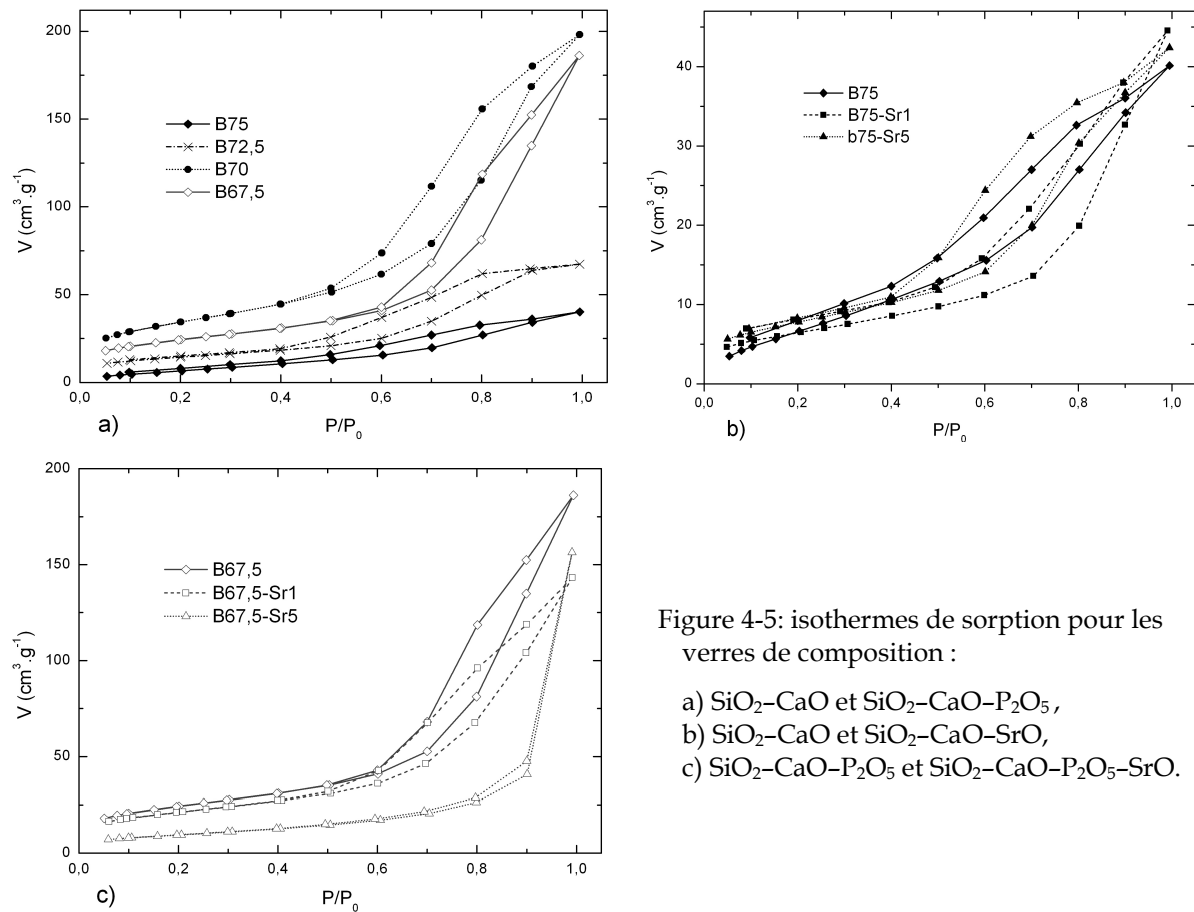 200
150
100
50
0
V (cm³.g⁻¹)
B75
B72,5
B70
B67,5
0,0 0,2 0,4 0,6 0,8 1,0
P/P₀
a)
40
30
20
10
0
V (cm³.g⁻¹)
B75
B75-Sr1
b75-Sr5
0,0 0,2 0,4 0,6 0,8 1,0
P/P₀
b)
200
150
100
50
0
V (cm³.g⁻¹)
B67,5
B67,5-Sr1
B67,5-Sr5
0,0 0,2 0,4 0,6 0,8 1,0
P/P₀
c)
Figure 4-5: isothermes de sorption pour les
verres de composition :
a) SiO₂–CaO et SiO₂–CaO–P₂O₅ ,
b) SiO₂–CaO et SiO₂–CaO–SrO,
c) SiO₂–CaO–P₂O₅ et SiO₂–CaO–P₂O₅–SrO.